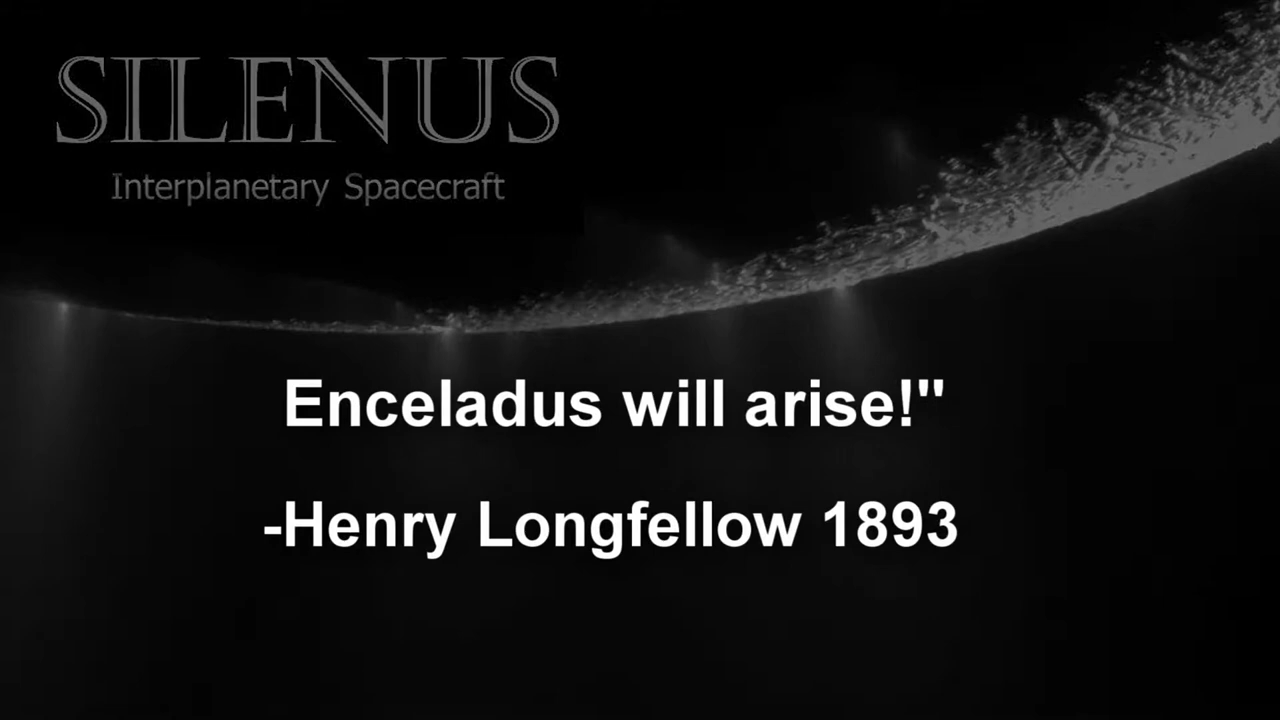 SILENUS
Interplanetary Spacecraft
Enceladus will arise!"
-Henry Longfellow 1893